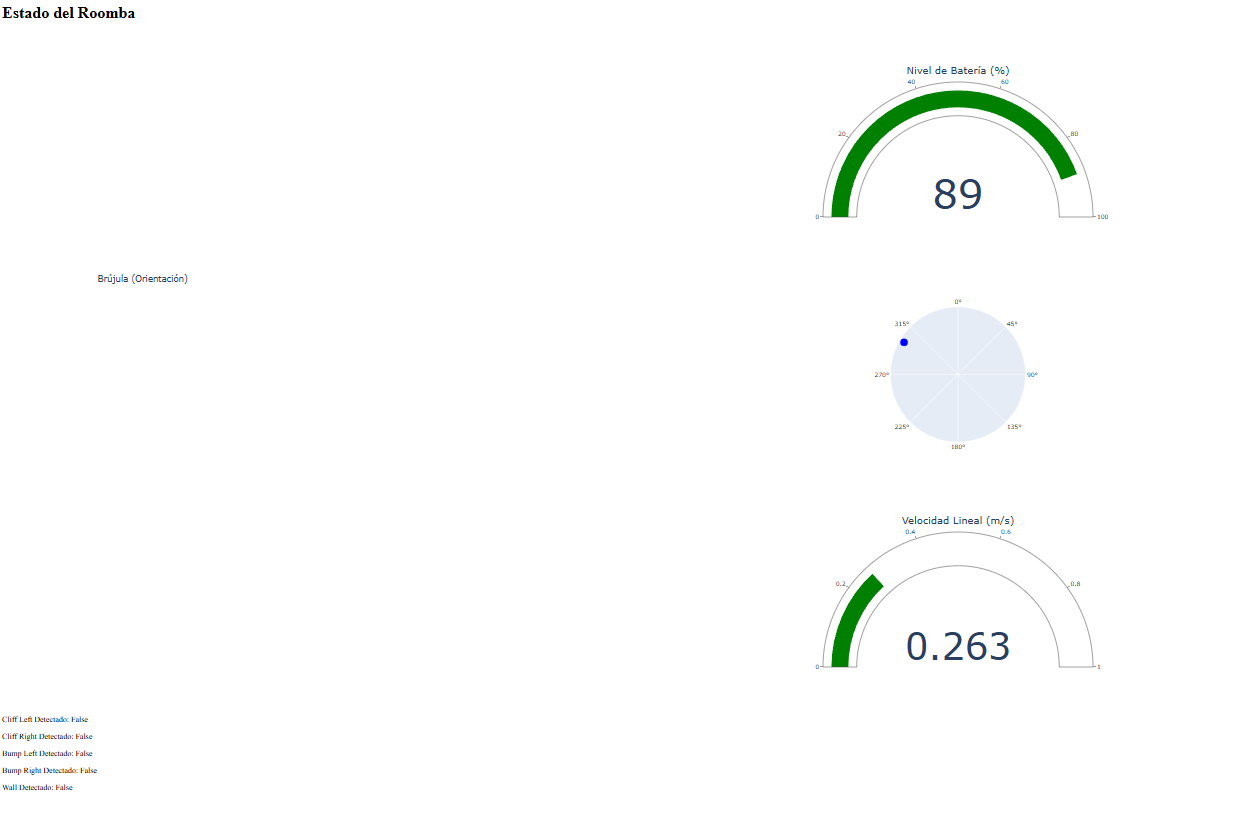 Estado del Roomba
Nivel de Batería (%)
40 60
20 80
89
0 100
Brújula (Orientación)
0°
315° 45°
270° 90°
225° 135°
180°
Velocidad Lineal (m/s)
0.4 0.6
0.2 0.8
0.263
0 1
Cliff Left Detectado: False
Cliff Right Detectado: False
Bump Left Detectado: False
Bump Right Detectado: False
Wall Detectado: False